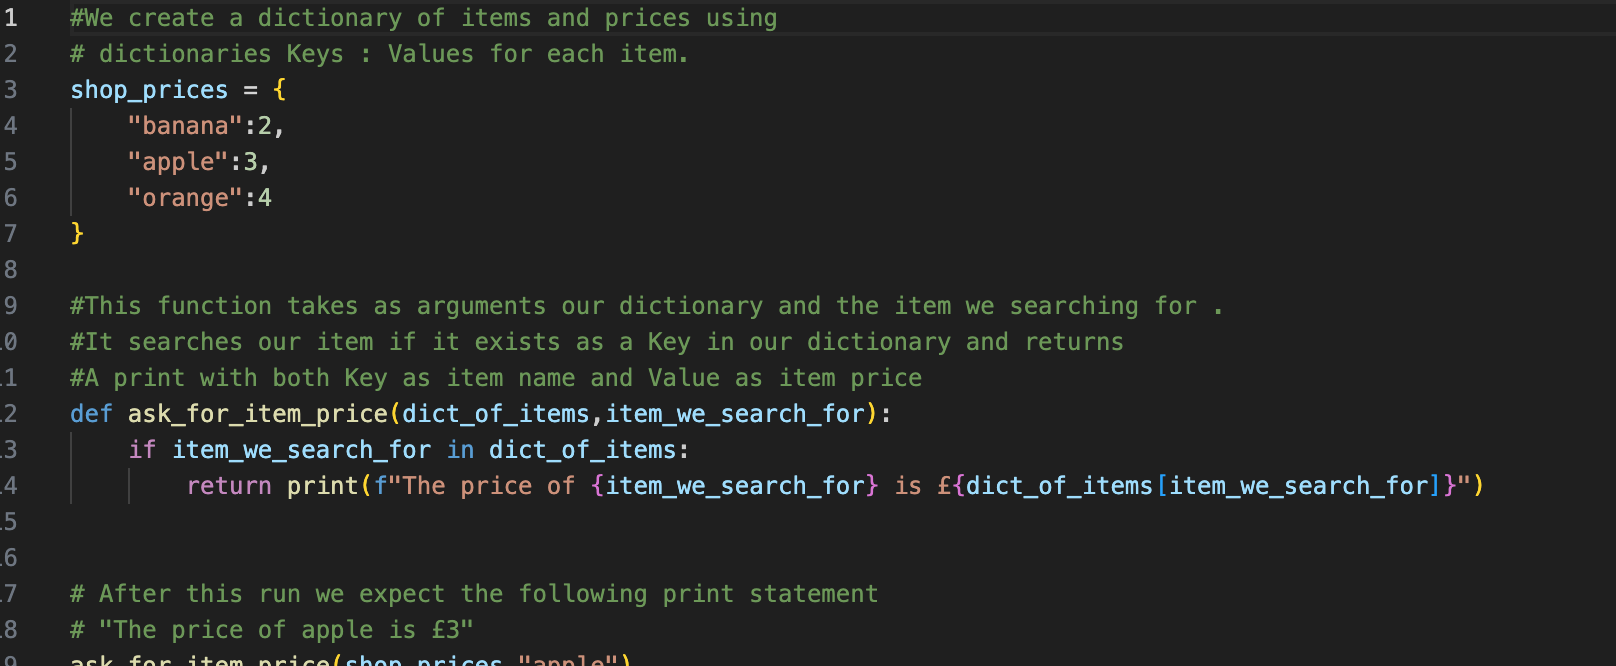 1 #We create a dictionary of items and prices using
2 # dictionaries Keys : Values for each item.
3 shop_prices = {
4     "banana":2,
5     "apple":3,
6     "orange":4
7 }
8
9 #This function takes as arguments our dictionary and the item we searching for .
10 #It searches our item if it exists as a Key in our dictionary and returns
11 #A print with both Key as item name and Value as item price
12 def ask_for_item_price(dict_of_items,item_we_search_for):
13     if item_we_search_for in dict_of_items:
14         return print(f"The price of {item_we_search_for} is £{dict_of_items[item_we_search_for]}")
15
16
17 # After this run we expect the following print statement
18 # "The price of apple is £3"
19 ask_for_item_price(shop_prices,"apple")